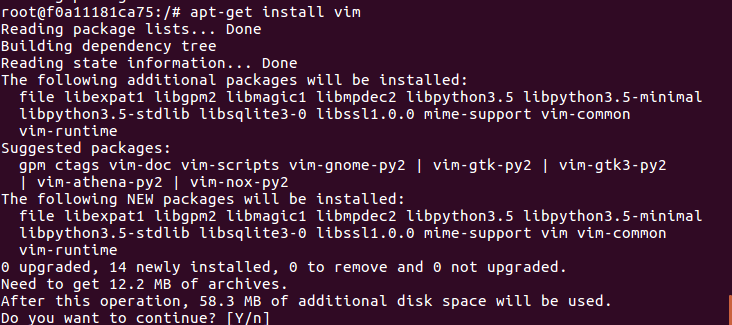 root@f0a11181ca75:/# apt-get install vim
Reading package lists... Done
Building dependency tree
Reading state information... Done
The following additional packages will be installed:
  file libexpat1 libgpm2 libmagic1 libmpdec2 libpython3.5 libpython3.5-minimal
  libpython3.5-stdlib libsqlite3-0 libssl1.0.0 mime-support vim-common
  vim-runtime
Suggested packages:
  gpm ctags vim-doc vim-scripts vim-gnome-py2 | vim-gtk-py2 | vim-gtk3-py2
  | vim-athena-py2 | vim-nox-py2
The following NEW packages will be installed:
  file libexpat1 libgpm2 libmagic1 libmpdec2 libpython3.5 libpython3.5-minimal
  libpython3.5-stdlib libsqlite3-0 libssl1.0.0 mime-support vim vim-common
  vim-runtime
0 upgraded, 14 newly installed, 0 to remove and 0 not upgraded.
Need to get 12.2 MB of archives.
After this operation, 58.3 MB of additional disk space will be used.
Do you want to continue? [Y/n]